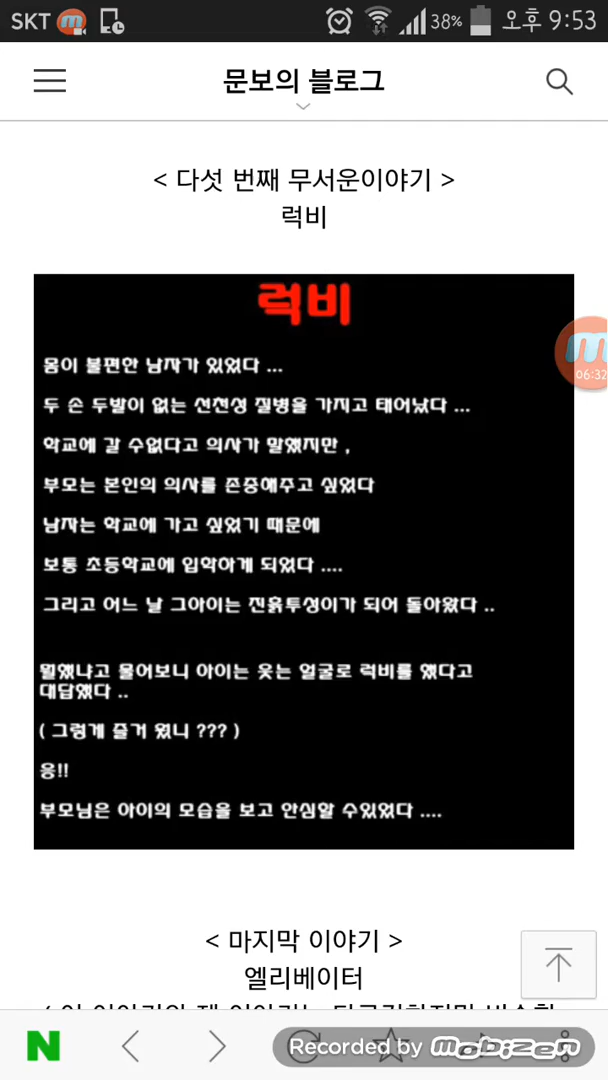 SKT 38% 오후 9:53
문보의 블로그
< 다섯 번째 무서운이야기 >
럭비
럭비
몸이 불편한 남자가 있었다 ...
두 손 두발이 없는 선천성 질병을 가지고 태어났다 ...
학교에 갈 수없다고 의사가 말했지만 ,
부모는 본인의 의사를 존중해주고 싶었다
남자는 학교에 가고 싶었기 때문에
보통 초등학교에 입학하게 되었다 ....
그리고 어느 날 그아이는 진흙투성이가 되어 돌아왔다 ..
뭘했냐고 물어보니 아이는 웃는 얼굴로 럭비를 했다고
대답했다 ..
( 그렇게 즐거 웠니 ??? )
응!!
부모님은 아이의 모습을 보고 안심할 수있었다 ....
06:32
< 마지막 이야기 >
엘리베이터
N
Recorded by mobizen